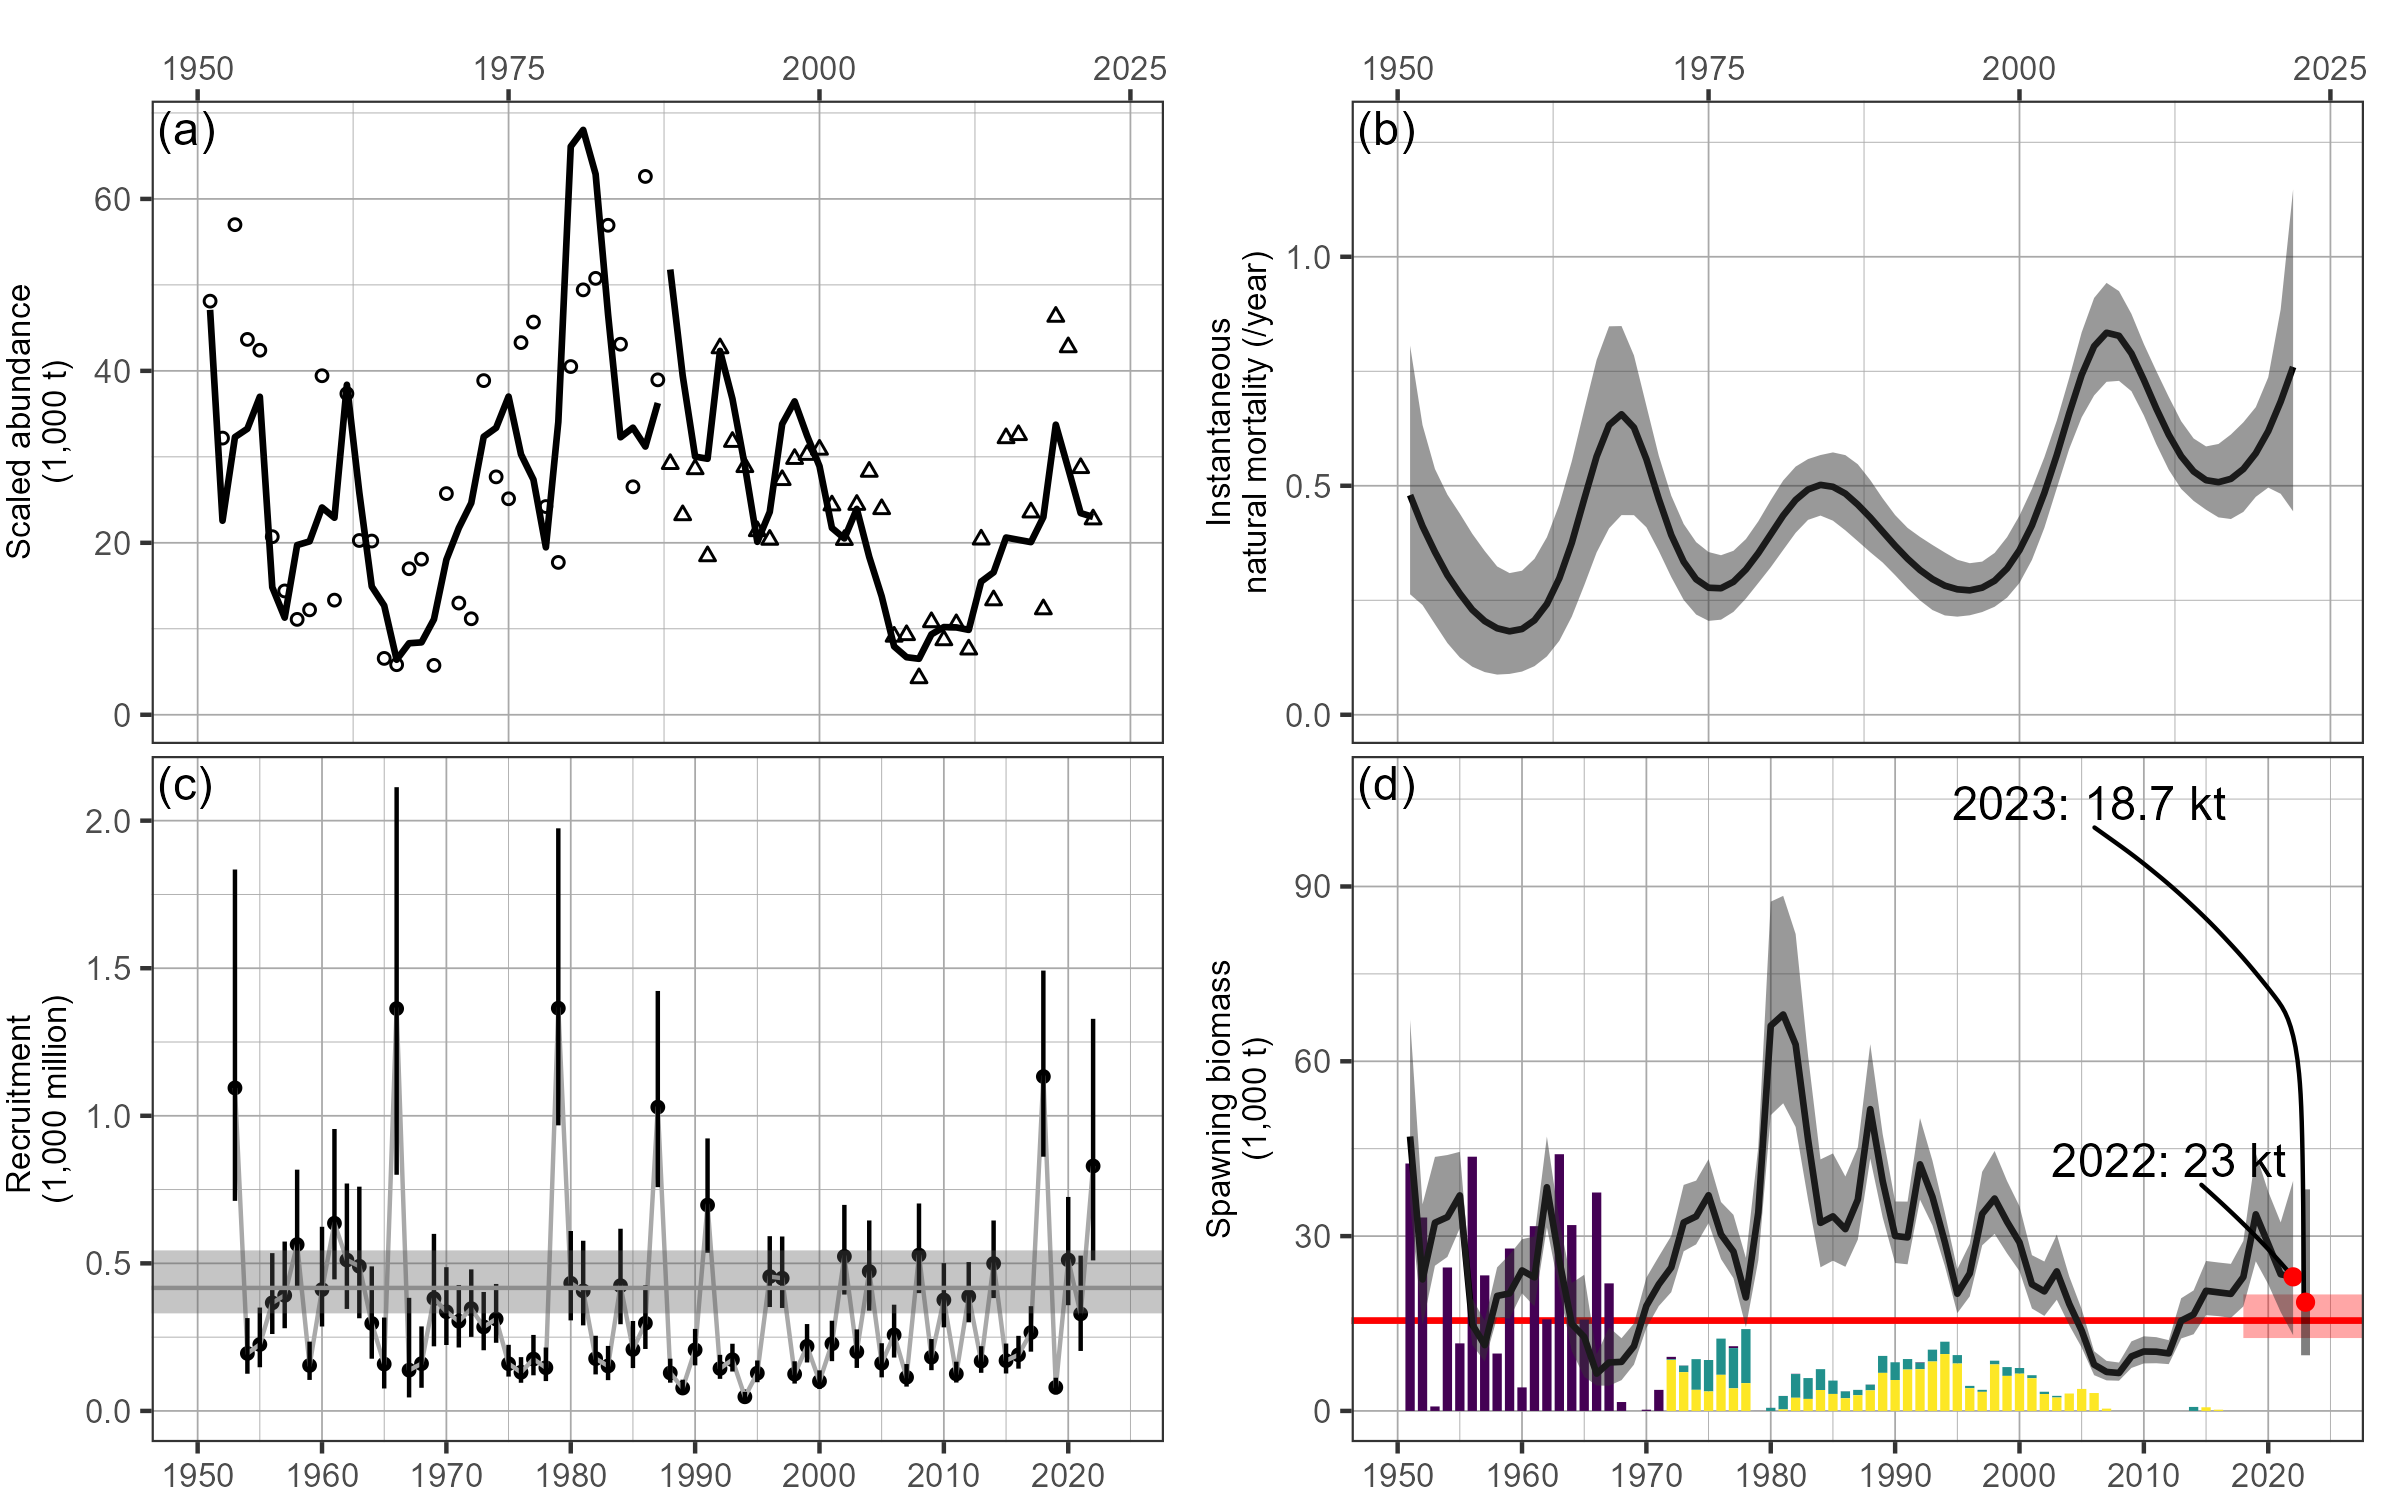 1950 1975 2000 2025
(a)
60
40
20
0
Scaled abundance
(1,000 t)
1950 1975 2000 2025
(b)
1.0
0.5
0.0
Instantaneous
natural mortality (/year)
(c)
2.0
1.5
1.0
0.5
0.0
Recruitment
(1,000 million)
1950 1960 1970 1980 1990 2000 2010 2020
(d)
2023: 18.7 kt
2022: 23 kt
90
60
30
0
Spawning biomass
(1,000 t)
1950 1960 1970 1980 1990 2000 2010 2020